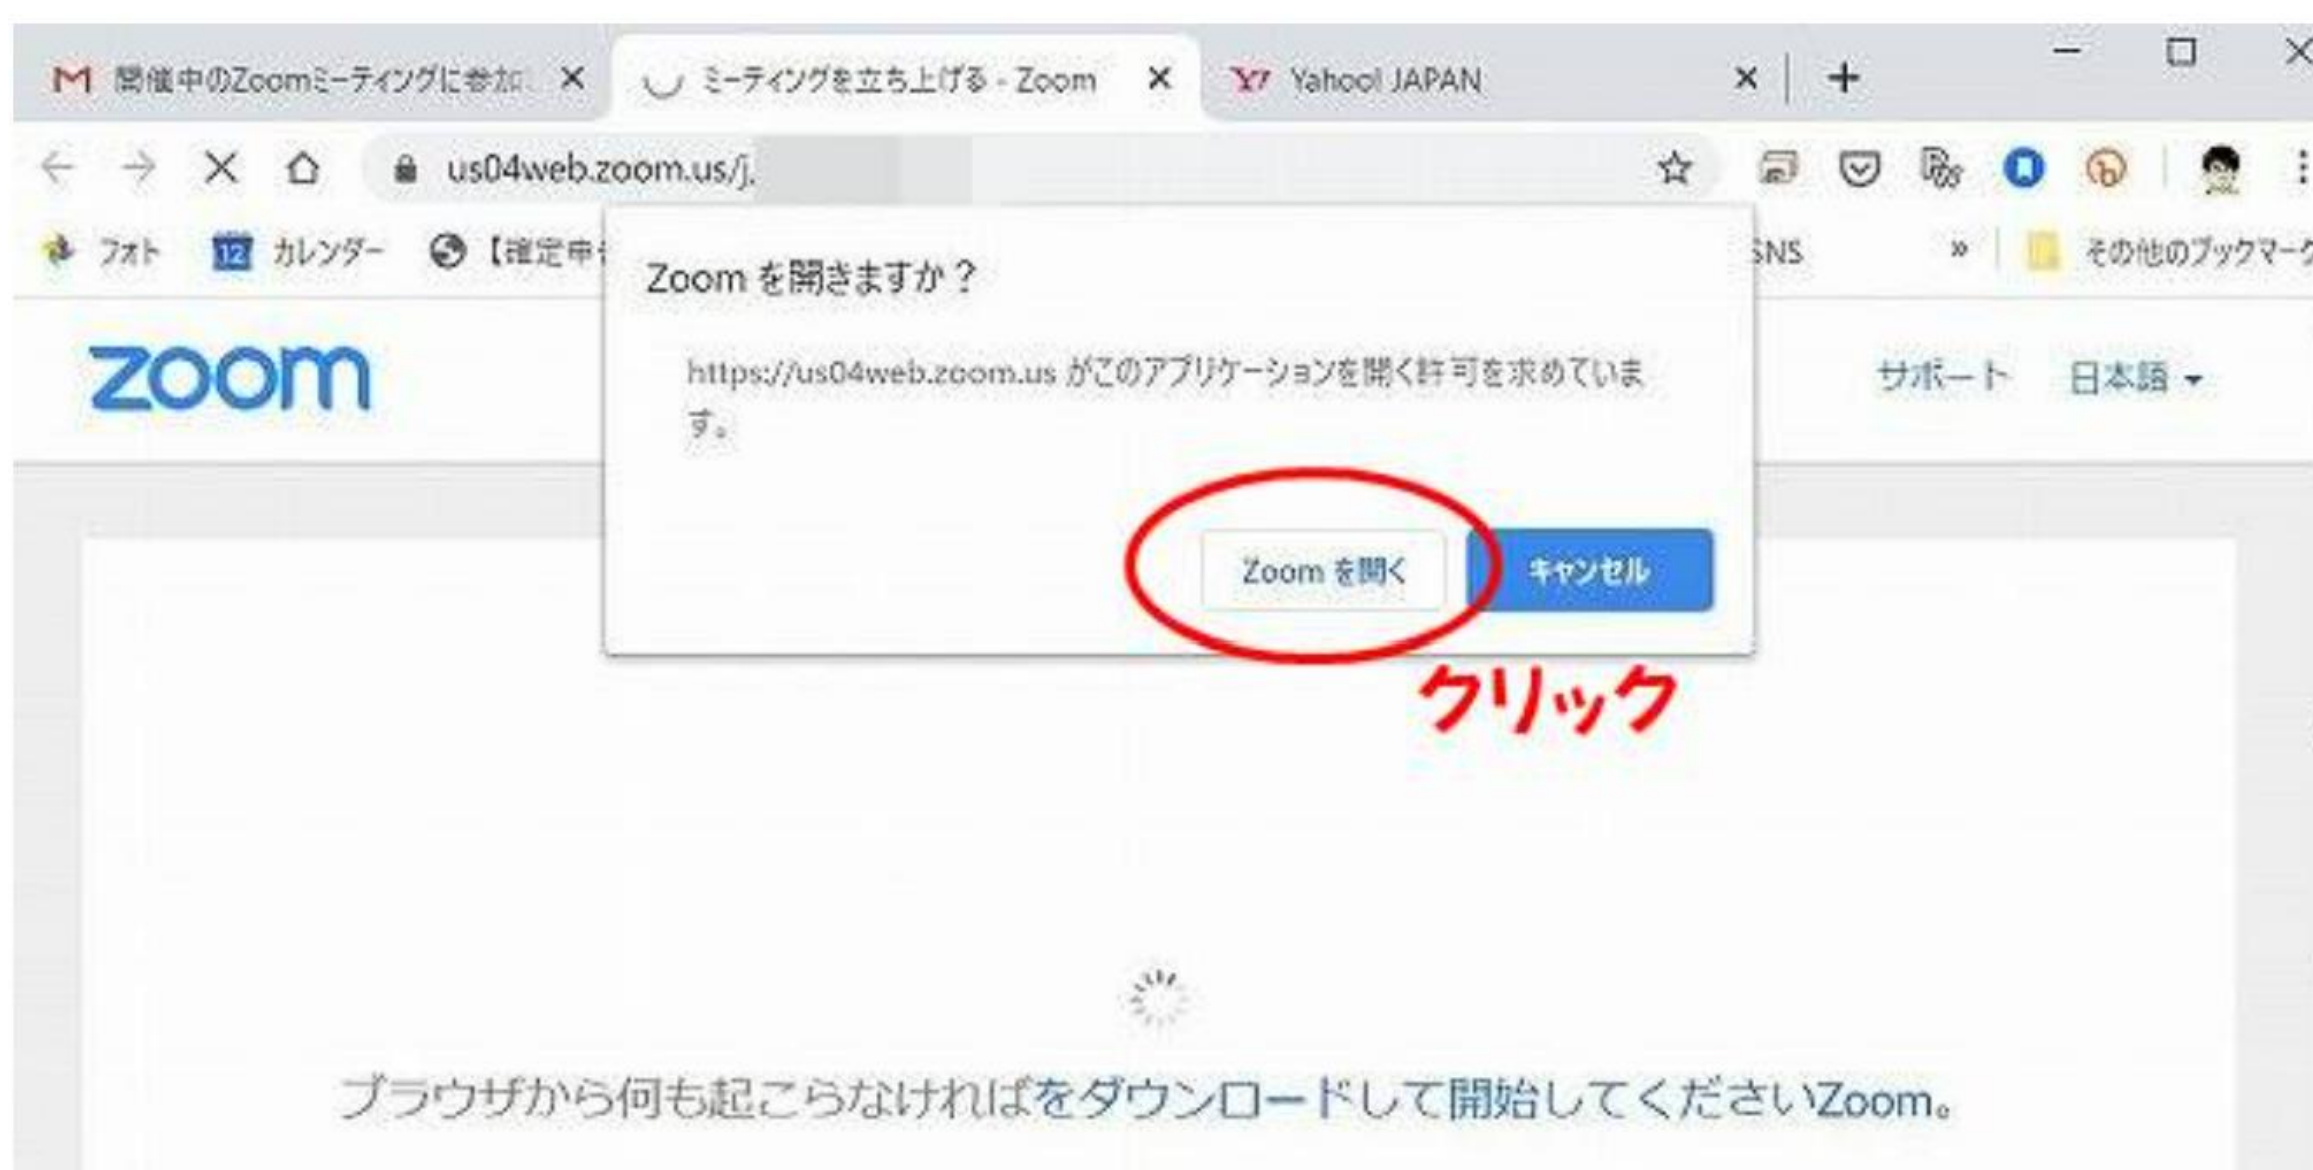 開催中のZoomミーティングに参加
ミーティングを立ち上げる - Zoom
Yahoo! JAPAN
us04web.zoom.us/j
フォト
12
カレンダー
【確定申
SNS
»
その他のブックマーク
zoom
サポート
日本語
Zoom を開きますか？
https://us04web.zoom.us がこのアプリケーションを開く許可を求めていま
す。
Zoom を開く
キャンセル
クリック
ブラウザから何も起こらなければをダウンロードして開始してくださいZoom。